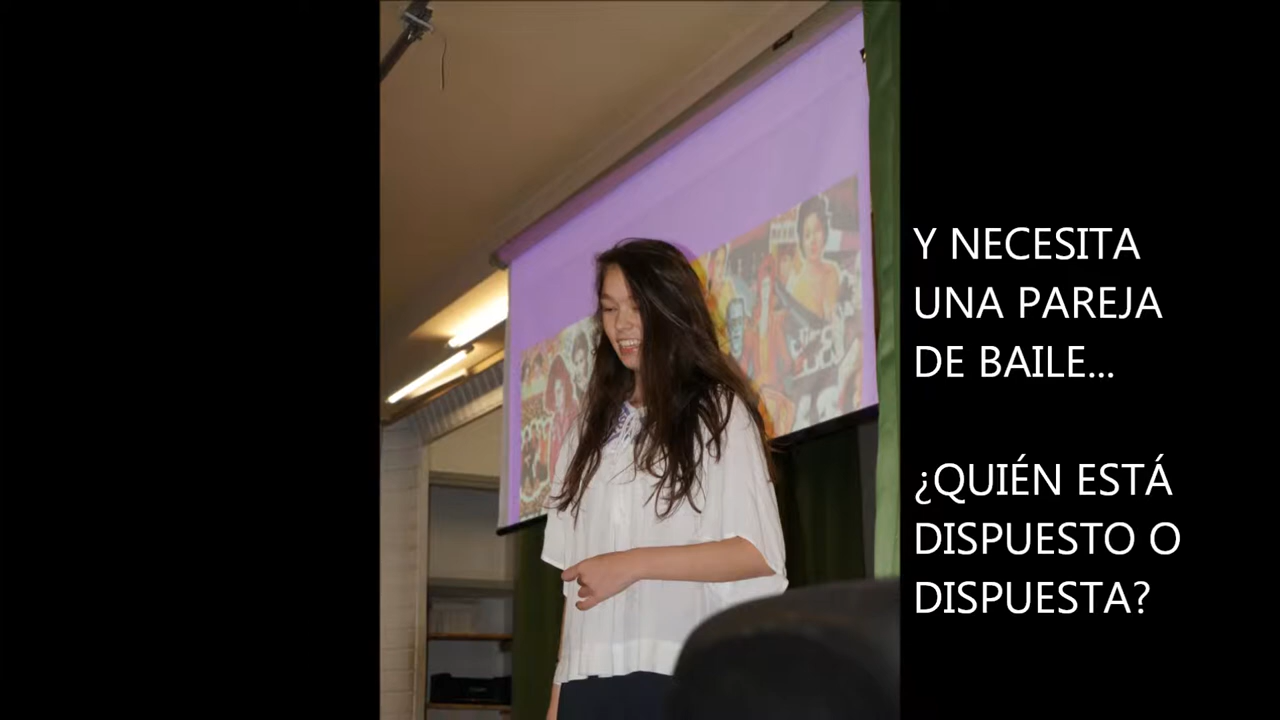 Y NECESITA
UNA PAREJA
DE BAILE...
¿QUIÉN ESTÁ
DISPUESTO O
DISPUESTA?